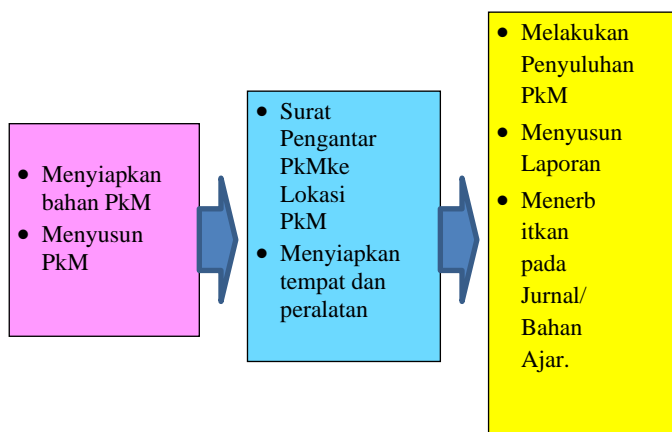 • Menyiapkan
bahan PkM
• Menyusun
PkM
• Surat
Pengantar
PkMke
Lokasi
PkM
• Menyiapkan
tempat dan
peralatan
• Melakukan
Penyuluhan
PkM
• Menyusun
Laporan
• Menerb
itkan
pada
Jurnal/
Bahan
Ajar.